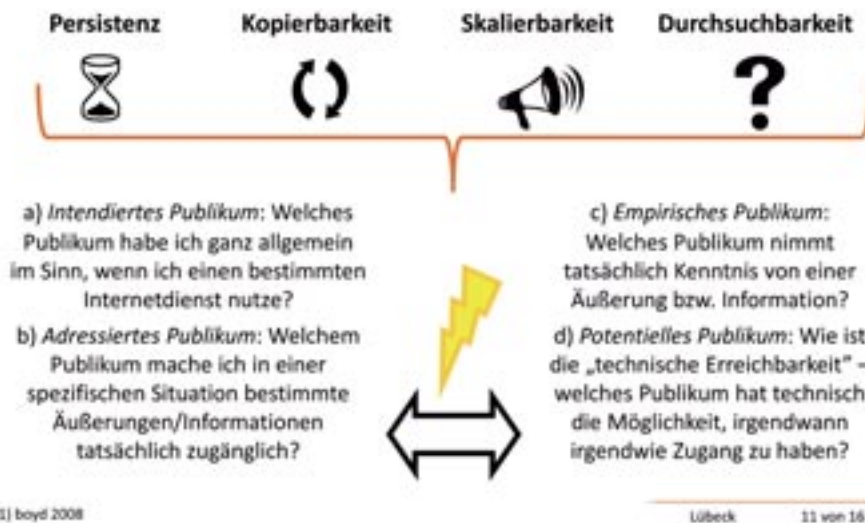 Persistenz Kopierbarkeit Skalierbarkeit Durchsuchbarkeit
?
a) Intendiertes Publikum: Welches
Publikum habe ich ganz allgemein
im Sinn, wenn ich einen bestimmten
Internetdienst nutze?
b) Adressiertes Publikum: Welchem
Publikum mache ich in einer
spezifischen Situation bestimmte
Äußerungen/Informationen
tatsächlich zugänglich?
c) Empirisches Publikum:
Welches Publikum nimmt
tatsächlich Kenntnis von einer
Äußerung bzw. Information?
d) Potentielles Publikum: Wie ist
die „technische Erreichbarkeit" –
welches Publikum hat technisch
die Möglichkeit, irgendwann
irgendwie Zugang zu haben?
1) boyd 2008
Lübeck 11 von 16